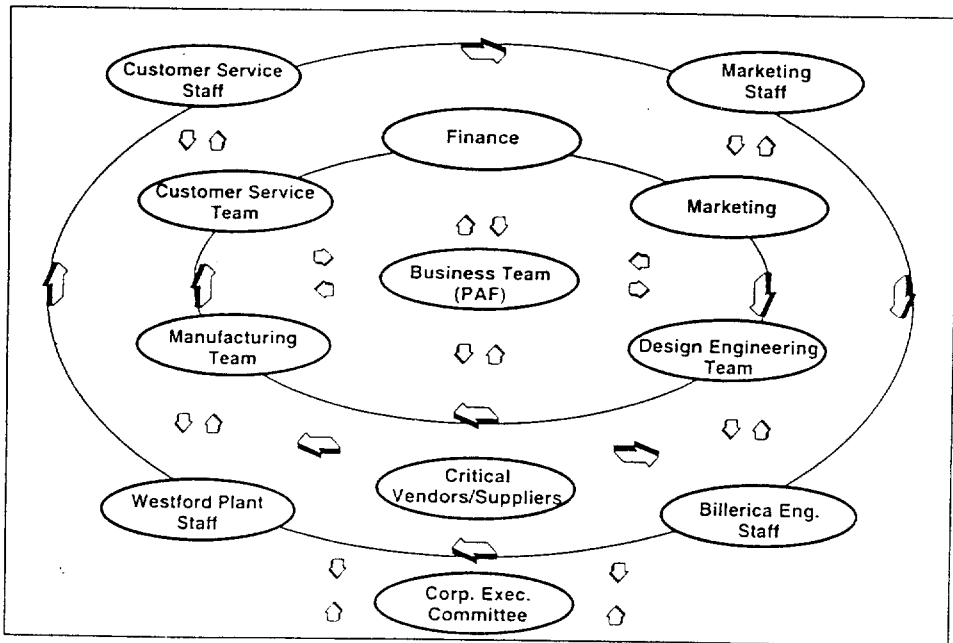 Customer Service
Staff
Marketing
Staff
Finance
Customer Service
Team
Marketing
Business Team
(PAF)
Manufacturing
Team
Design Engineering
Team
Critical
Vendors/Suppliers
Westford Plant
Staff
Billerica Eng.
Staff
Corp. Exec.
Committee